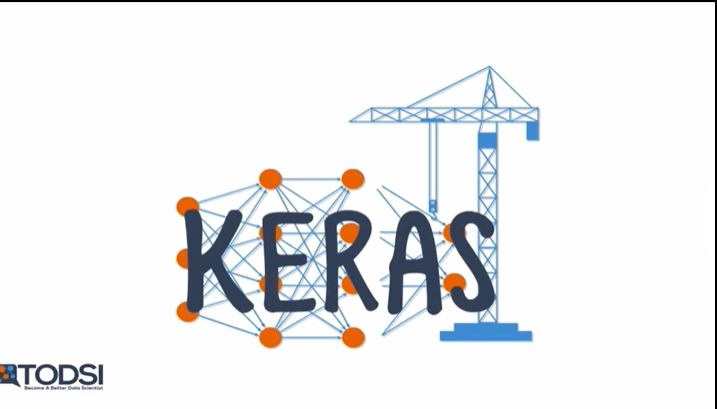 KERAS
TODSI
Become A Better Data Scientist